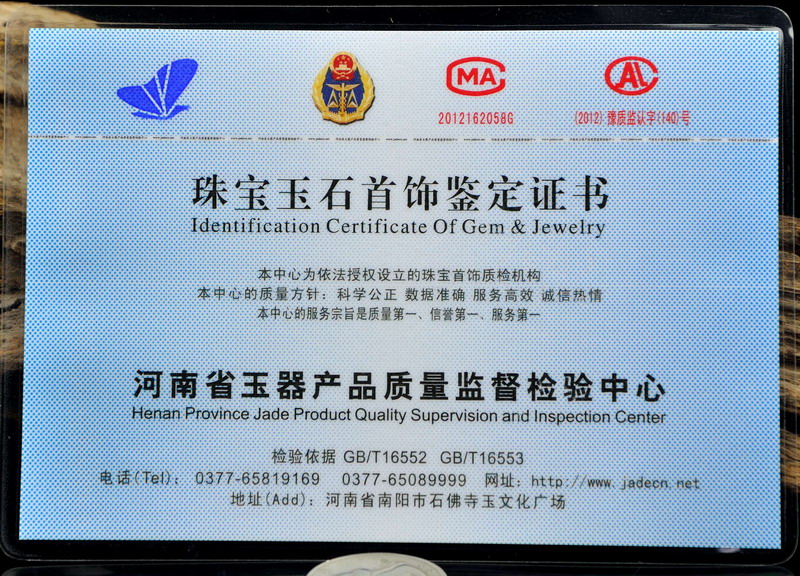 MA
2012162058G
AL
(2012) 豫质监认字(140)号
珠宝玉石首饰鉴定证书
Identification Certificate Of Gem & Jewelry
本中心为依法授权设立的珠宝首饰质检机构
本中心的质量方针：科学公正 数据准确 服务高效 诚信热情
本中心的服务宗旨是质量第一、信誉第一、服务第一
河南省玉器产品质量监督检验中心
Henan Province Jade Product Quality Supervision and Inspection Center
检验依据 GB/T16552 GB/T16553
电话(Tel)： 0377-65819169 0377-65089999 网址：http://www.jadecn.net
地址(Add)：河南省南阳市石佛寺玉文化广场